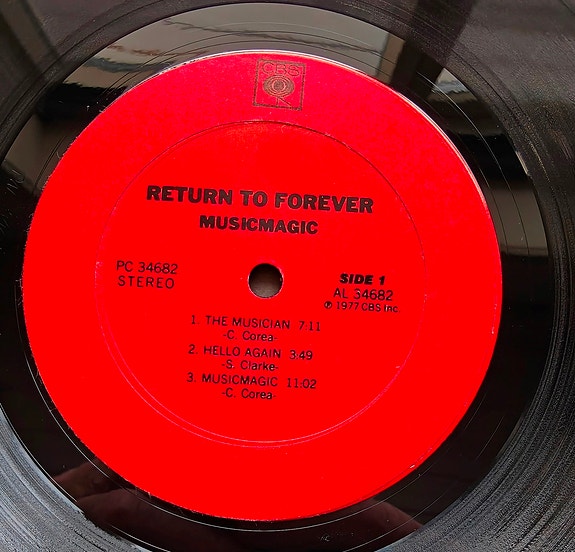 CBS
RETURN TO FOREVER
MUSICMAGIC
PC 34682
STEREO
SIDE 1
AL 34682
℗ 1977 CBS Inc.
1. THE MUSICIAN 7:11
-C. Corea-
2. HELLO AGAIN 3:49
-S. Clarke-
3. MUSICMAGIC 11:02
-C. Corea-